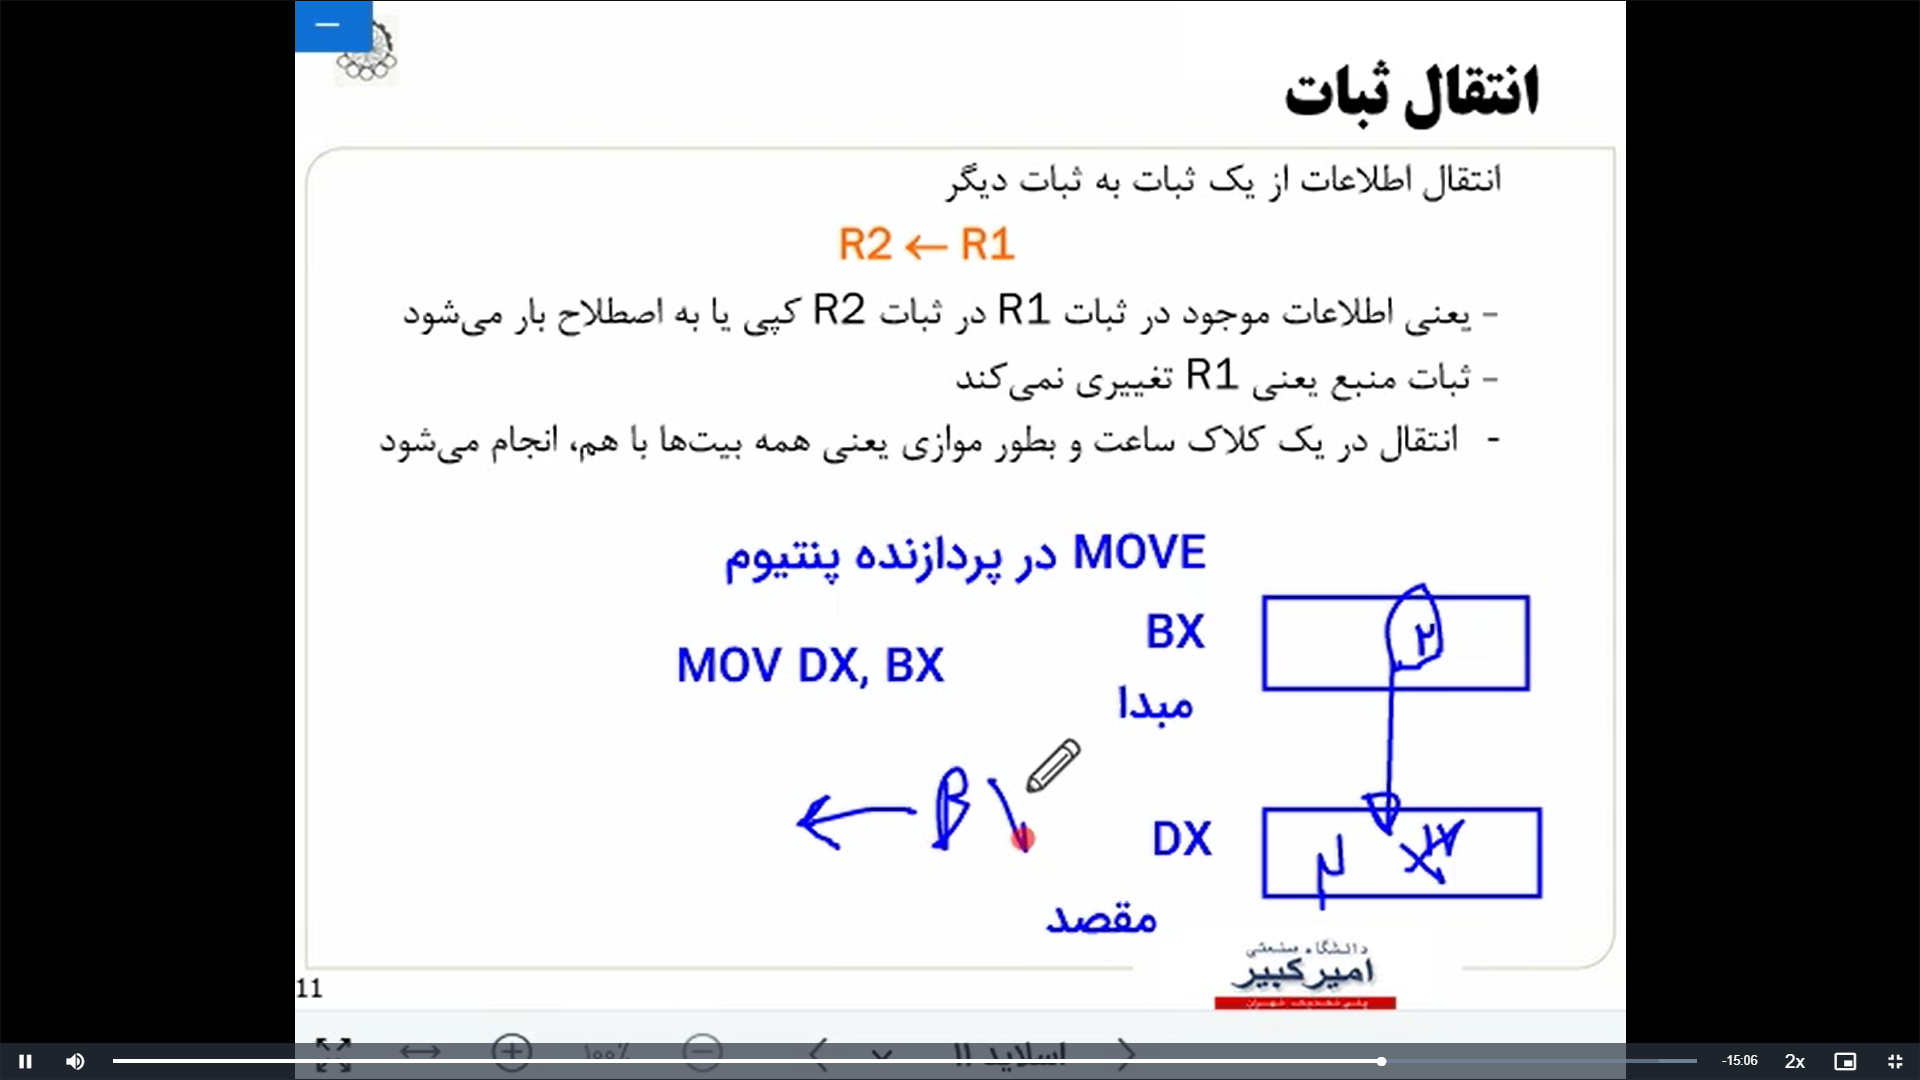 انتقال ثبات
انتقال اطلاعات از یک ثبات به ثبات دیگر
R2 ← R1
– یعنی اطلاعات موجود در ثبات R1 در ثبات R2 کپی یا به اصطلاح بار می‌شود
– ثبات منبع یعنی R1 تغییری نمی‌کند
- انتقال در یک کلاک ساعت و بطور موازی یعنی همه بیت‌ها با هم، انجام می‌شود
MOVE در پردازنده پنتیوم
BX
۲
MOV DX, BX
مبدا
← B
DX
مقصد
دانشگاه صنعتی
امیرکبیر
11
۱۰۰٪
اسلاید ۱۱
-15:06
2x